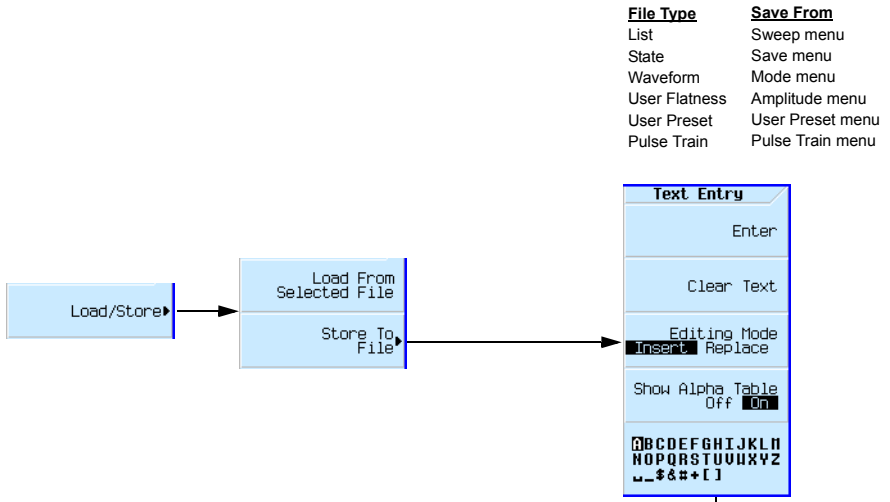 File Type Save From
List Sweep menu
State Save menu
Waveform Mode menu
User Flatness Amplitude menu
User Preset User Preset menu
Pulse Train Pulse Train menu
Load/Store
Load From
Selected File
Store To
File
Text Entry
Enter
Clear Text
Editing Mode
Insert Replace
Show Alpha Table
Off On
ABCDEFGHIJKLM
NOPQRSTUVWXYZ
␣_$&#+[]